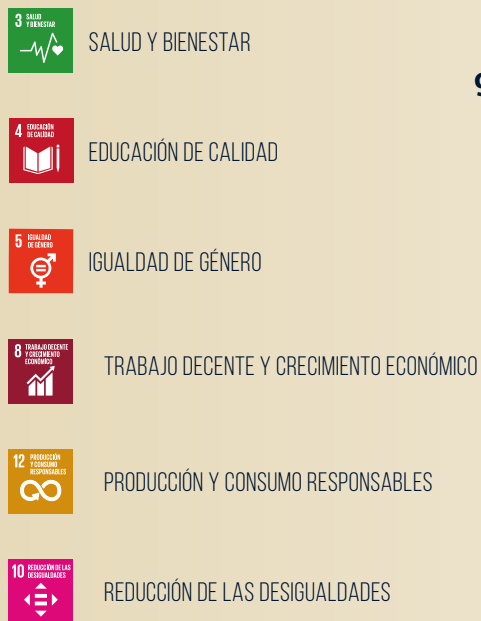 3 SALUD
Y BIENESTAR
SALUD Y BIENESTAR
4 EDUCACIÓN
DE CALIDAD
EDUCACIÓN DE CALIDAD
5 IGUALDAD
DE GÉNERO
IGUALDAD DE GÉNERO
8 TRABAJO DECENTE
Y CRECIMIENTO
ECONÓMICO
TRABAJO DECENTE Y CRECIMIENTO ECONÓMICO
12 PRODUCCIÓN
Y CONSUMO
RESPONSABLES
PRODUCCIÓN Y CONSUMO RESPONSABLES
10 REDUCCIÓN DE LAS
DESIGUALDADES
REDUCCIÓN DE LAS DESIGUALDADES